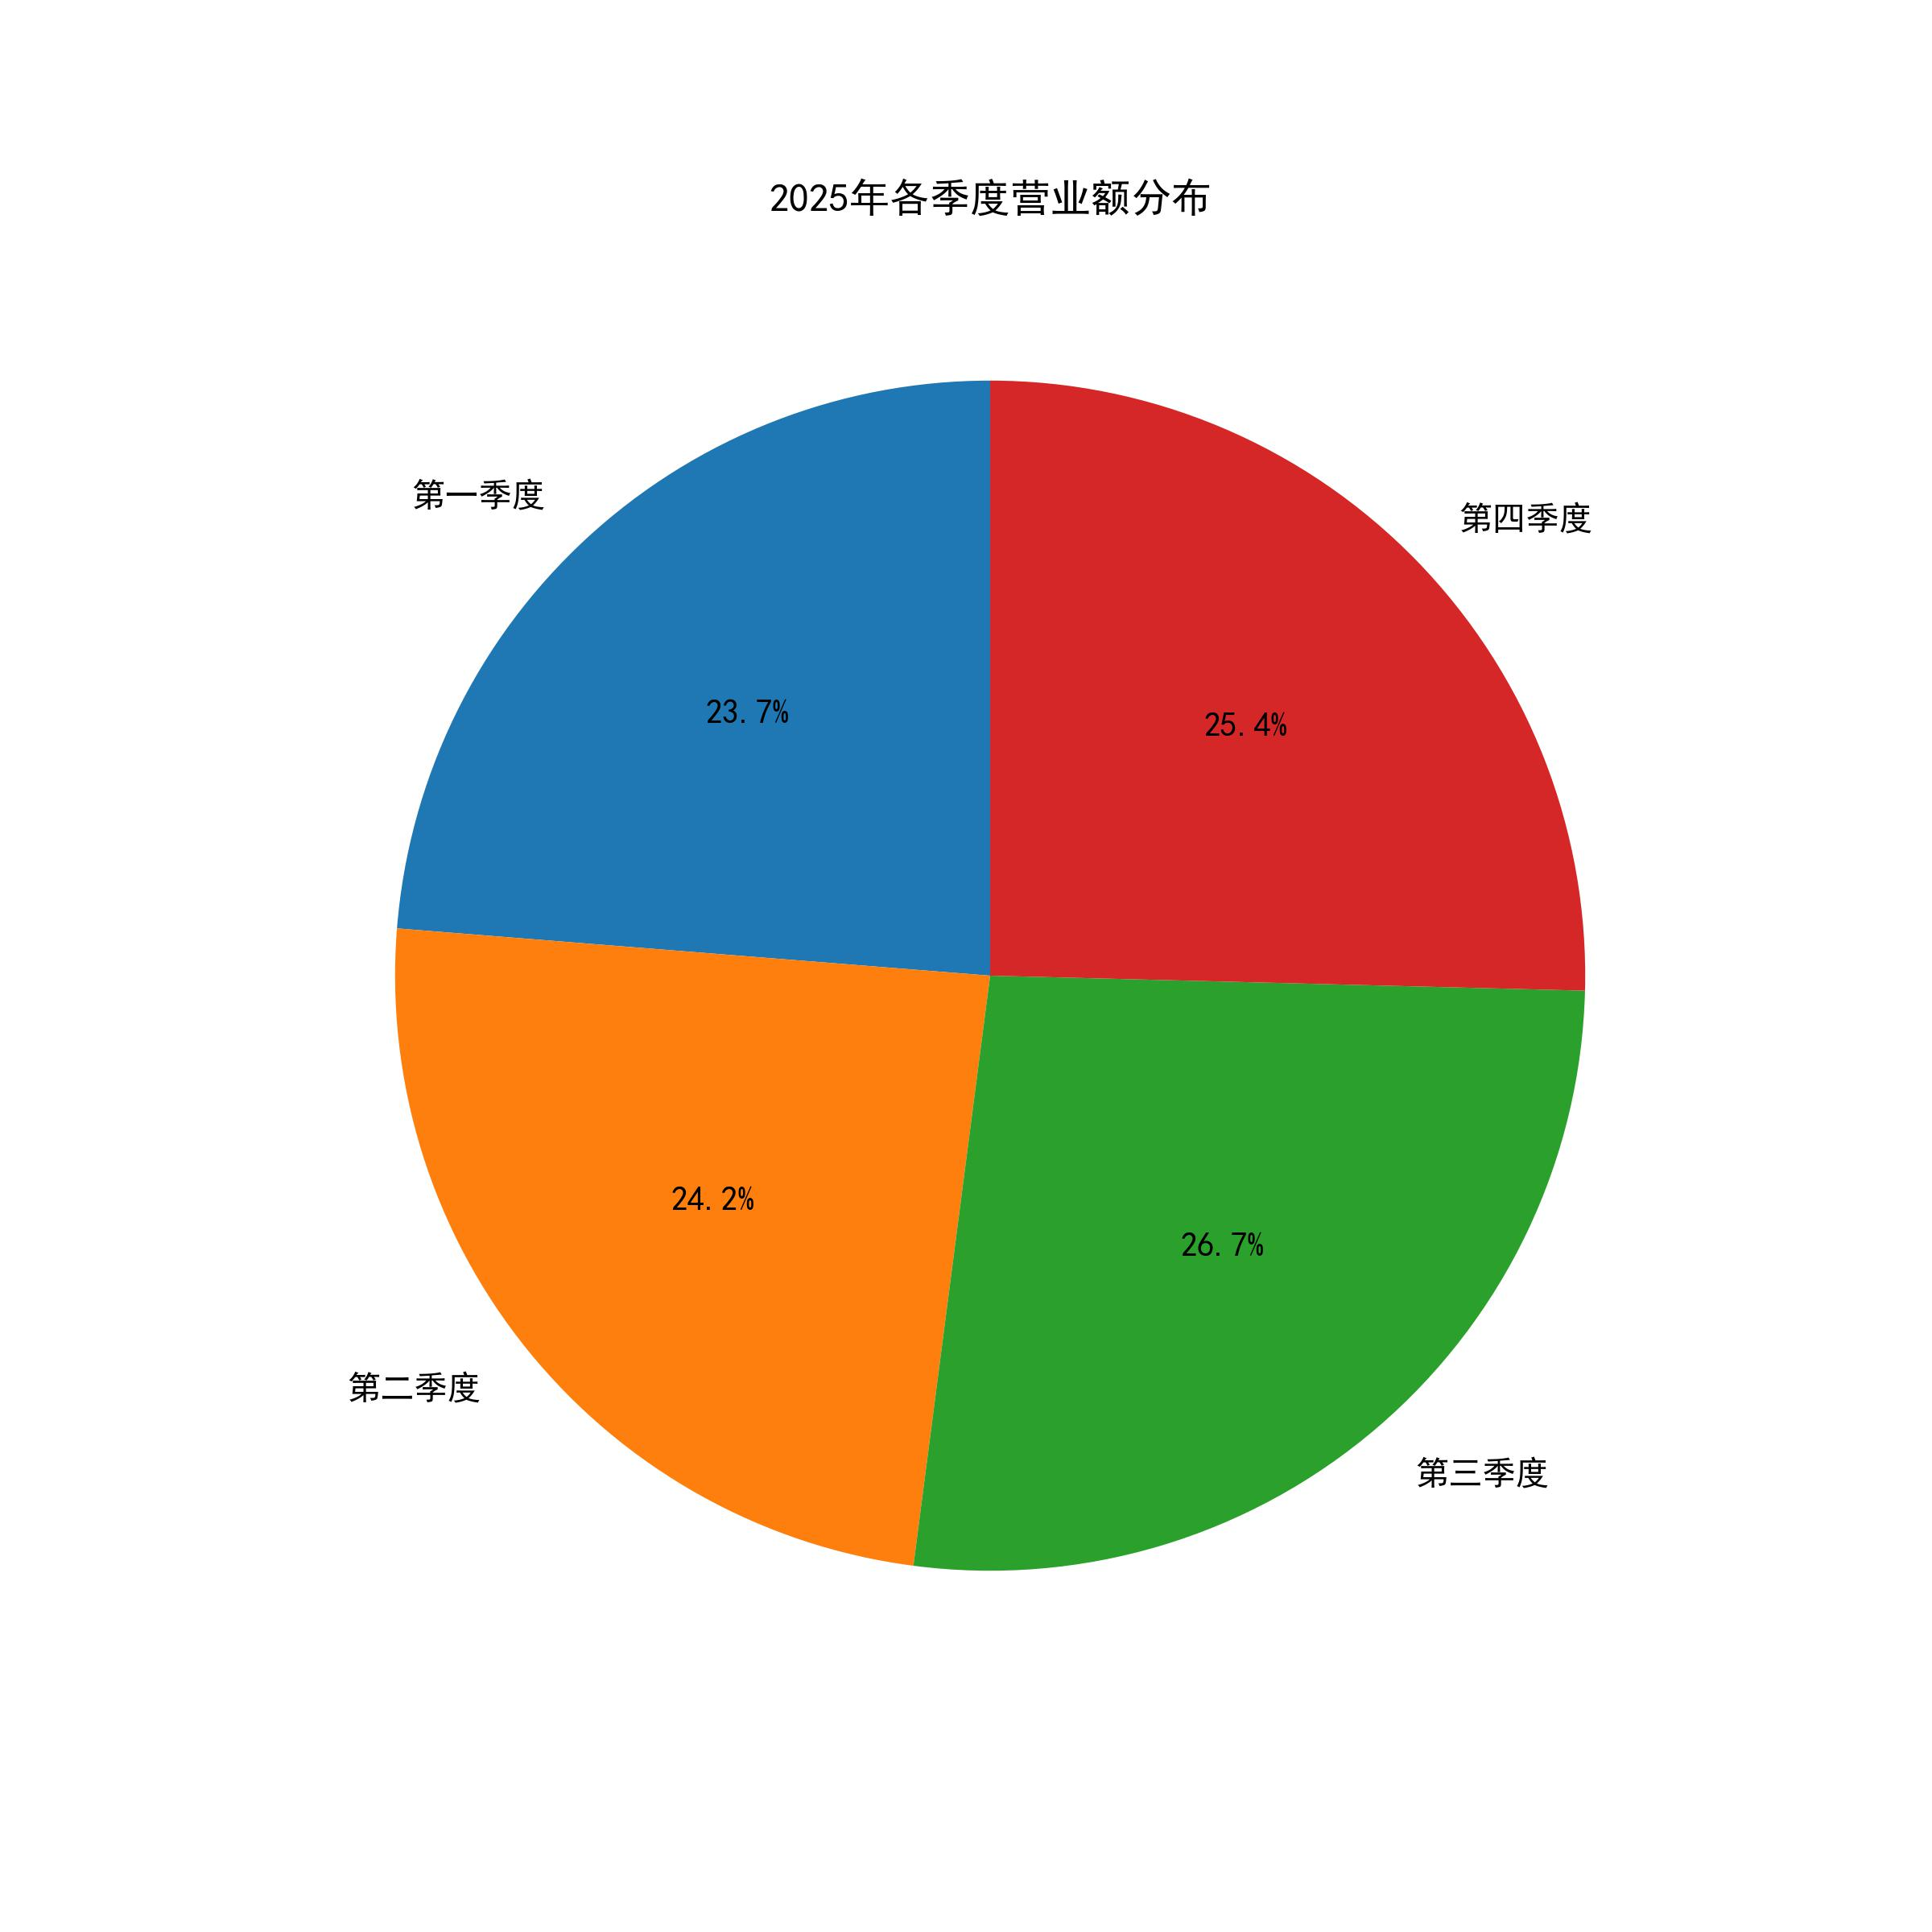 2025年各季度营业额分布
第一季度
第四季度
23.7%
25.4%
24.2%
26.7%
第二季度
第三季度